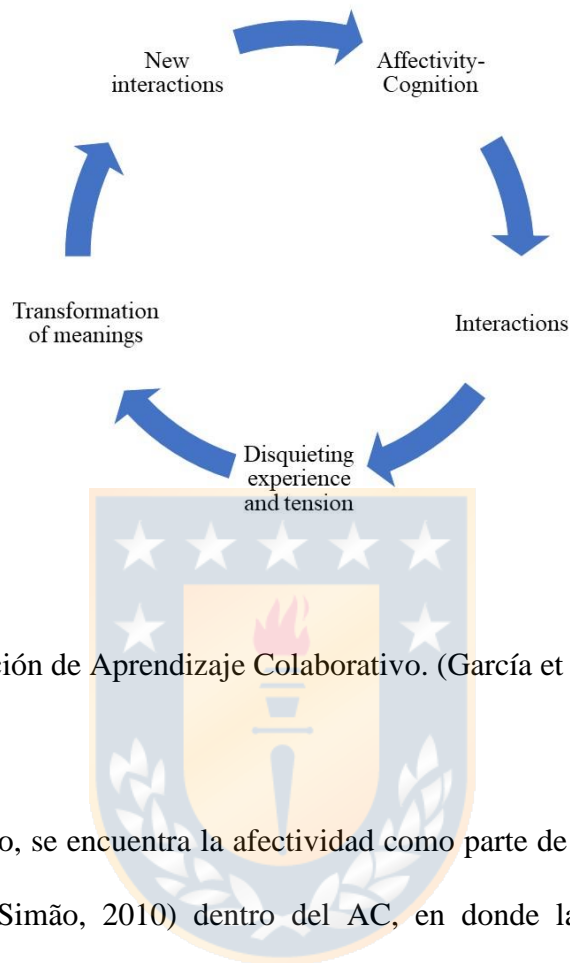 New
interactions
Affectivity-
Cognition
Transformation
of meanings
Interactions
Disquieting
experience
and tension
ción de Aprendizaje Colaborativo. (García et
o, se encuentra la afectividad como parte de
Simão, 2010) dentro del AC, en donde la